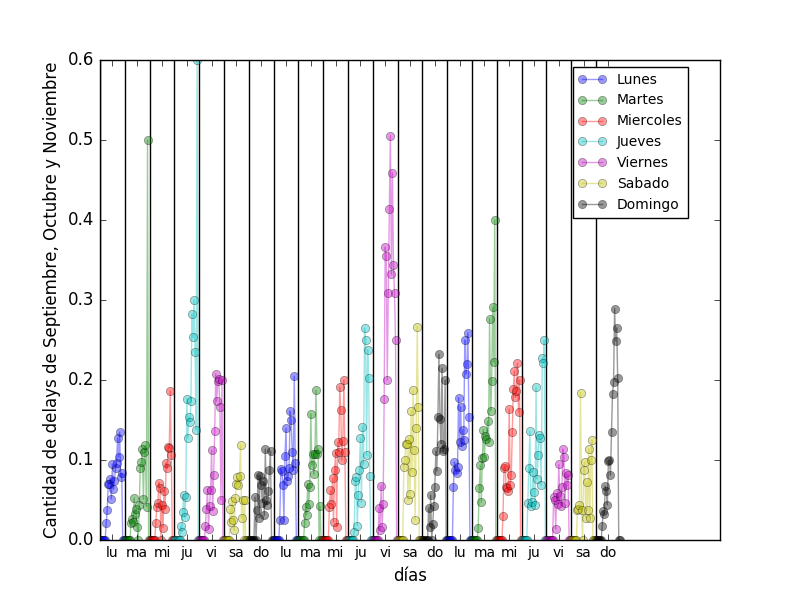 Cantidad de delays de Septiembre, Octubre y Noviembre
0.6
0.5
0.4
0.3
0.2
0.1
0.0
Lunes
Martes
Miercoles
Jueves
Viernes
Sabado
Domingo
lu ma mi ju vi sa do lu ma mi ju vi sa do lu ma mi ju vi sa do
días